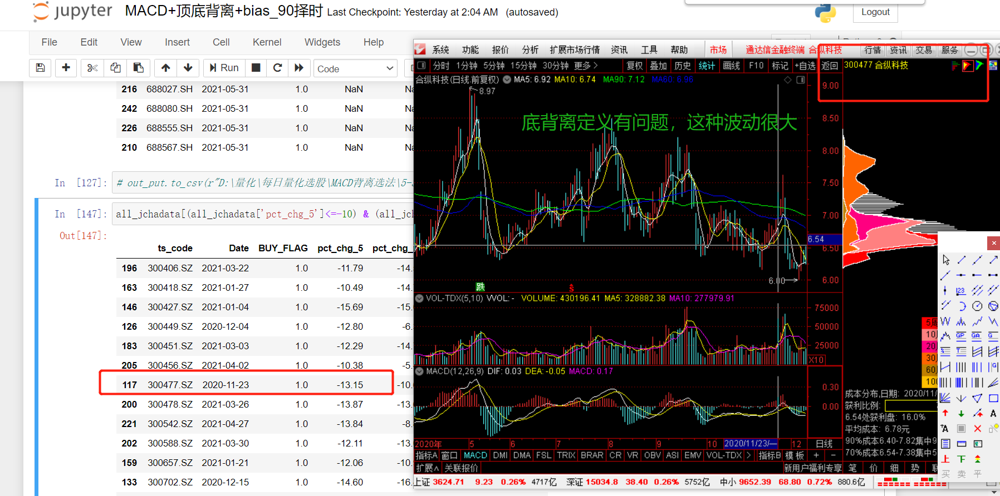 jupyter MACD+顶底背离+bias_90择时 Last Checkpoint: Yesterday at 2:04 AM (autosaved)
Logout
File Edit View Insert Cell Kernel Widgets Help
Run Code
216 688027.SH 2021-05-31 1.0 NaN
242 688080.SH 2021-05-31 1.0 NaN
226 688555.SH 2021-05-31 1.0 NaN
210 688567.SH 2021-05-31 1.0 NaN
In [127]: # out_put.to_csv(r"D:\量化\每日量化选股\MACD背离选法\5-
In [147]: all_jchadata[(all_jchadata['pct_chg_5']<=-10) & (all_jch
Out[147]:
ts_code Date BUY_FLAG pct_chg_5 pct_chg_
196 300406.SZ 2021-03-22 1.0 -11.79 -14.
163 300418.SZ 2021-01-27 1.0 -10.49 -14.
146 300427.SZ 2021-01-04 1.0 -15.69 -15.
126 300449.SZ 2020-12-04 1.0 -12.80 -6.
183 300451.SZ 2021-03-03 1.0 -12.29 -14.
205 300456.SZ 2021-04-02 1.0 -10.38 -5.
117 300477.SZ 2020-11-23 1.0 -13.15 -10.
200 300478.SZ 2021-03-26 1.0 -13.87 -13.
221 300542.SZ 2021-04-27 1.0 -13.84 -8.
202 300588.SZ 2021-03-30 1.0 -12.11 -13.
159 300657.SZ 2021-01-21 1.0 -12.06 -10.
133 300702.SZ 2020-12-15 1.0 -14.60 -16.
系统 功能 报价 分析 扩展市场行情 资讯 工具 帮助 市场 通达信金融终端 合纵科技 行情 资讯 交易 服务
分时 1分钟 5分钟 15分钟 30分钟 更多 复权 叠加 历史 统计 画线 F10 标记 +自选 返回 300477 合纵科技
合纵科技(日线.前复权) MA5: 6.92 MA10: 6.74 MA90: 7.12 MA60: 6.96
8.97
底背离定义有问题，这种波动很大
9.00
8.50
8.00
7.50
7.00
6.54
6.50
6.00
6.00
跌
S
VOL-TDX(5,10) VVOL: - VOLUME: 430196.41 MA5: 328882.38 MA10: 277979.91
75000
50000
25000
X10
MACD(12,26,9) DIF: 0.03 DEA: -0.05 MACD: 0.17
0.30
0.00
2020年 5 6 7 8 9 10 2020/11/23/一 12 日线
指标A 窗口 MACD DMI DMA FSL TRIX BRAR CR VR OBV ASI EMV VOL-TDX 指标B 模板 + -
扩展 关联报价 新用户福利专享 笔 价 细 势
上证 3624.71 9.23 0.26% 4717亿 深证 15034.8 38.40 0.26% 5752亿 中小 9652.39 68.80 0.72% 880.6亿
5周
10
20
30
60
100
成本分布,日期: 2020/11/
获利比例:
6.54处获利盘: 16.0%
平均成本: 6.78元
90%成本6.40-7.82集中9
70%成本6.54-7.38集中5
123
GP GA G
T
G
A
A
上 下
买 卖 平